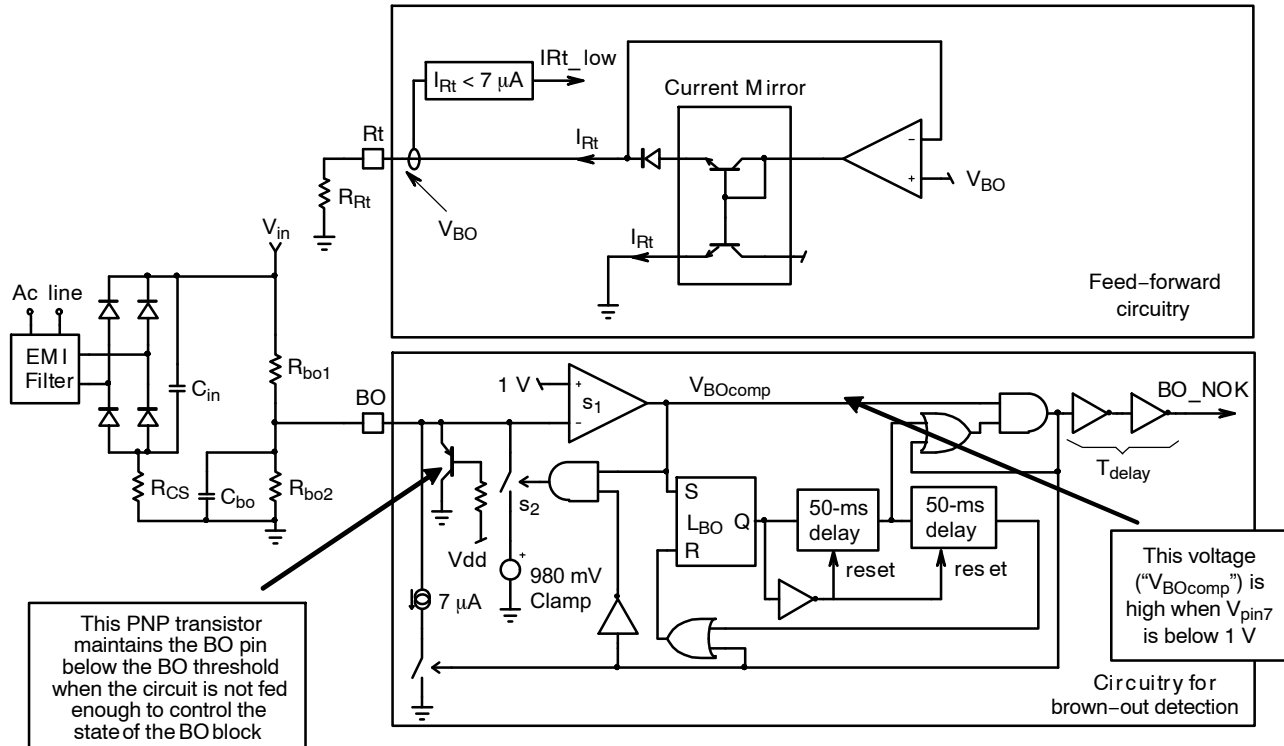 IRt_low
I_Rt < 7 μA
Current Mirror
Rt
I_Rt
R_Rt
V_BO
−
+
V_BO
I_Rt
Feed−forward
circuitry
V_in
Ac line
EMI
Filter
C_in
R_bo1
R_CS
C_bo
R_bo2
BO
1 V
+
s_1
−
V_BOcomp
BO_NOK
T_delay
s_2
S
L_BO
Q
R
50-ms
delay
50-ms
delay
reset
reset
Vdd
+
980 mV
Clamp
7 μA
This PNP transistor
maintains the BO pin
below the BO threshold
when the circuit is not fed
enough to control the
state of the BO block
This voltage
(“V_BOcomp”) is
high when V_pin7
is below 1 V
Circuitry for
brown−out detection